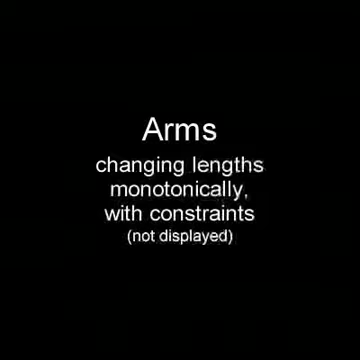 Arms
changing lengths
monotonically,
with constraints
(not displayed)